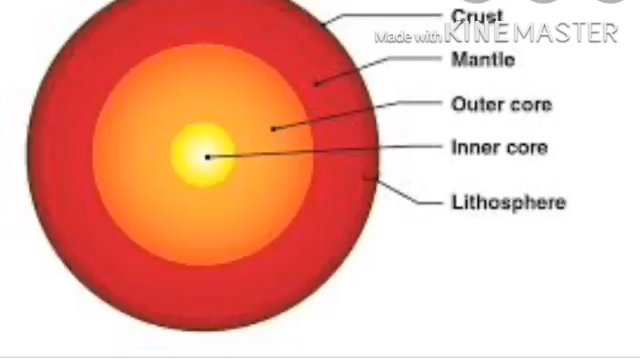 Crust
Made with KINEMASTER
Mantle
Outer core
Inner core
Lithosphere